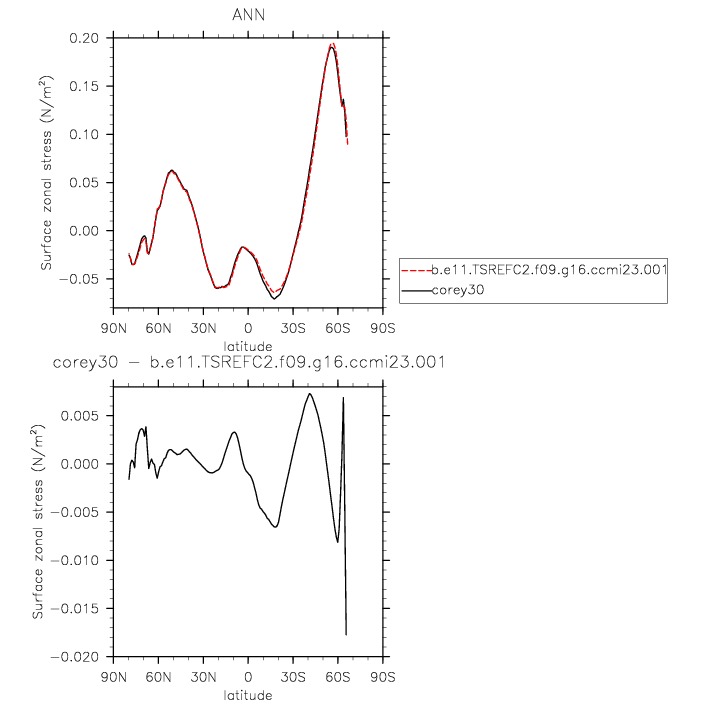 ANN
Surface zonal stress (N/m²)
0.20
0.15
0.10
0.05
0.00
−0.05
90N 60N 30N 0 30S 60S 90S
latitude
b.e11.TSREFC2.f09.g16.ccmi23.001
corey30
corey30 − b.e11.TSREFC2.f09.g16.ccmi23.001
Surface zonal stress (N/m²)
0.005
0.000
−0.005
−0.010
−0.015
−0.020
90N 60N 30N 0 30S 60S 90S
latitude